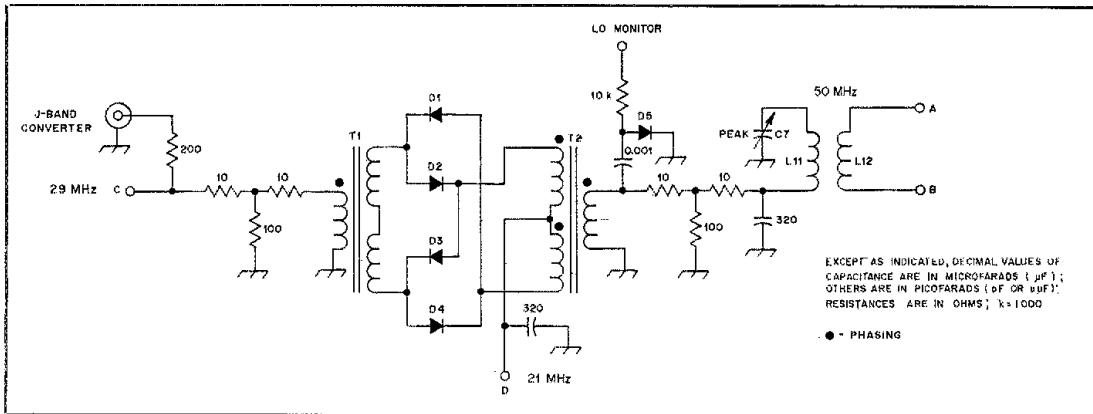 LO MONITOR
J-BAND
CONVERTER
200
29 MHz
C
10
10
100
T1
D1
D2
D3
D4
T2
10 k
D5
0.001
320
D
21 MHz
10
10
100
320
50 MHz
PEAK
C7
L11
L12
A
B
EXCEPT AS INDICATED, DECIMAL VALUES OF
CAPACITANCE ARE IN MICROFARADS ( µF ) ;
OTHERS ARE IN PICOFARADS ( pF OR µµF);
RESISTANCES ARE IN OHMS; k=1000
● = PHASING